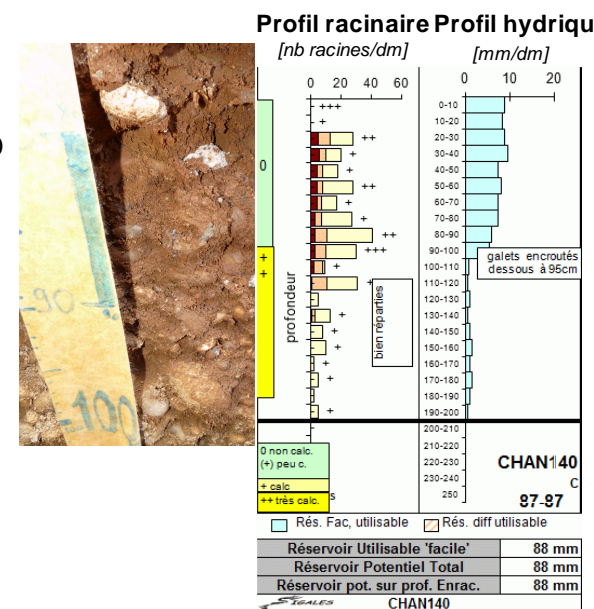 Profil racinaire Profil hydriqu
[nb racines/dm] [mm/dm]
0 20 40 60
0 10 20
0-10 +++
10-20 +
20-30 ++
30-40 +
40-50 +
50-60 ++
60-70 +
70-80 +
80-90 ++
90-100 +++
100-110 +
110-120 +
120-130
130-140 +
140-150 +
150-160 +
160-170 +
170-180 +
180-190
190-200 +
200-210
210-220
220-230
230-240
250
0
+
+
profondeur
bien réparties
galets encroutés
dessous à 95cm
90
100
0 non calc.
(+) peu c.
+ calc
++ très calc.
s
CHAN140
C
87-87
Rés. Fac, utilisable Rés. diff utilisable
Réservoir Utilisable 'facile' 88 mm
Réservoir Potentiel Total 88 mm
Réservoir pot. sur prof. Enrac. 88 mm
SIGALES CHAN140